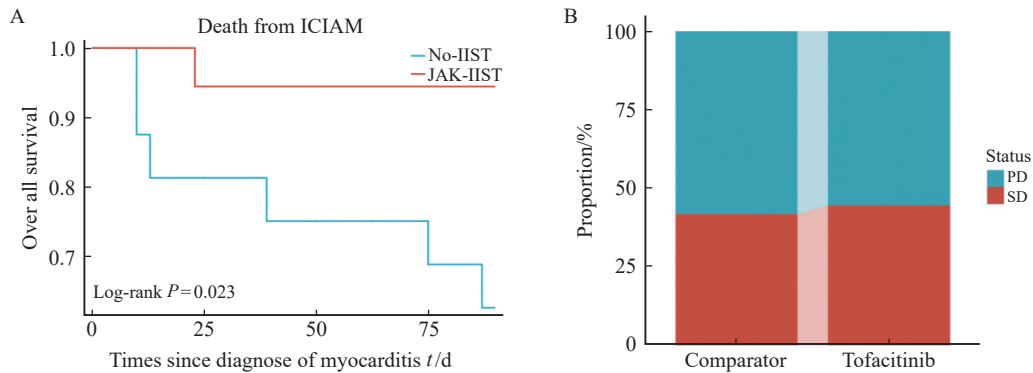 A
Death from ICIAM
No-IIST
JAK-IIST
1.0
0.9
0.8
0.7
Over all survival
Log-rank P=0.023
0 25 50 75
Times since diagnose of myocarditis t/d
B
100
75
50
25
0
Proportion/%
Comparator Tofacitinib
Status
PD
SD